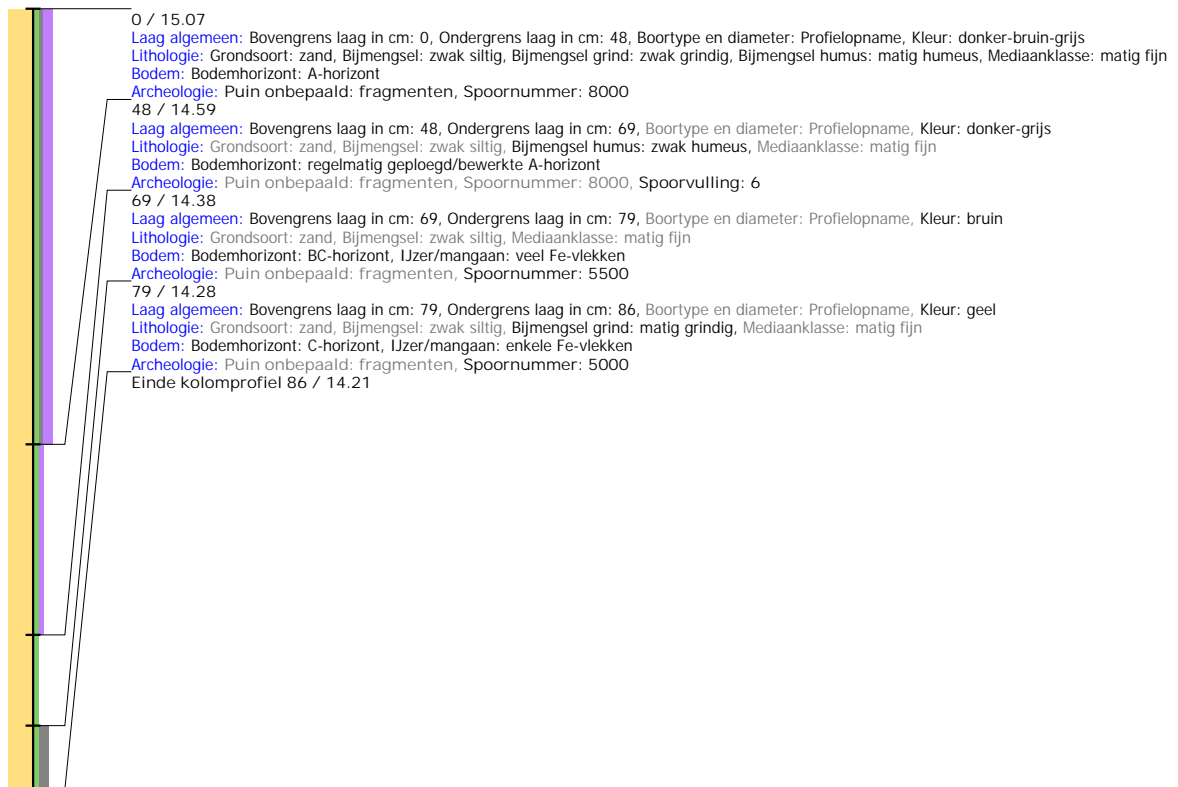 0 / 15.07
Laag algemeen: Bovengrens laag in cm: 0, Ondergrens laag in cm: 48, Boortype en diameter: Profielopname, Kleur: donker-bruin-grijs
Lithologie: Grondsoort: zand, Bijmengsel: zwak siltig, Bijmengsel grind: zwak grindig, Bijmengsel humus: matig humeus, Mediaanklasse: matig fijn
Bodem: Bodemhorizont: A-horizont
Archeologie: Puin onbepaald: fragmenten, Spoornummer: 8000
48 / 14.59
Laag algemeen: Bovengrens laag in cm: 48, Ondergrens laag in cm: 69, Boortype en diameter: Profielopname, Kleur: donker-grijs
Lithologie: Grondsoort: zand, Bijmengsel: zwak siltig, Bijmengsel humus: zwak humeus, Mediaanklasse: matig fijn
Bodem: Bodemhorizont: regelmatig geploegd/bewerkte A-horizont
Archeologie: Puin onbepaald: fragmenten, Spoornummer: 8000, Spoorvulling: 6
69 / 14.38
Laag algemeen: Bovengrens laag in cm: 69, Ondergrens laag in cm: 79, Boortype en diameter: Profielopname, Kleur: bruin
Lithologie: Grondsoort: zand, Bijmengsel: zwak siltig, Mediaanklasse: matig fijn
Bodem: Bodemhorizont: BC-horizont, IJzer/mangaan: veel Fe-vlekken
Archeologie: Puin onbepaald: fragmenten, Spoornummer: 5500
79 / 14.28
Laag algemeen: Bovengrens laag in cm: 79, Ondergrens laag in cm: 86, Boortype en diameter: Profielopname, Kleur: geel
Lithologie: Grondsoort: zand, Bijmengsel: zwak siltig, Bijmengsel grind: matig grindig, Mediaanklasse: matig fijn
Bodem: Bodemhorizont: C-horizont, IJzer/mangaan: enkele Fe-vlekken
Archeologie: Puin onbepaald: fragmenten, Spoornummer: 5000
Einde kolomprofiel 86 / 14.21